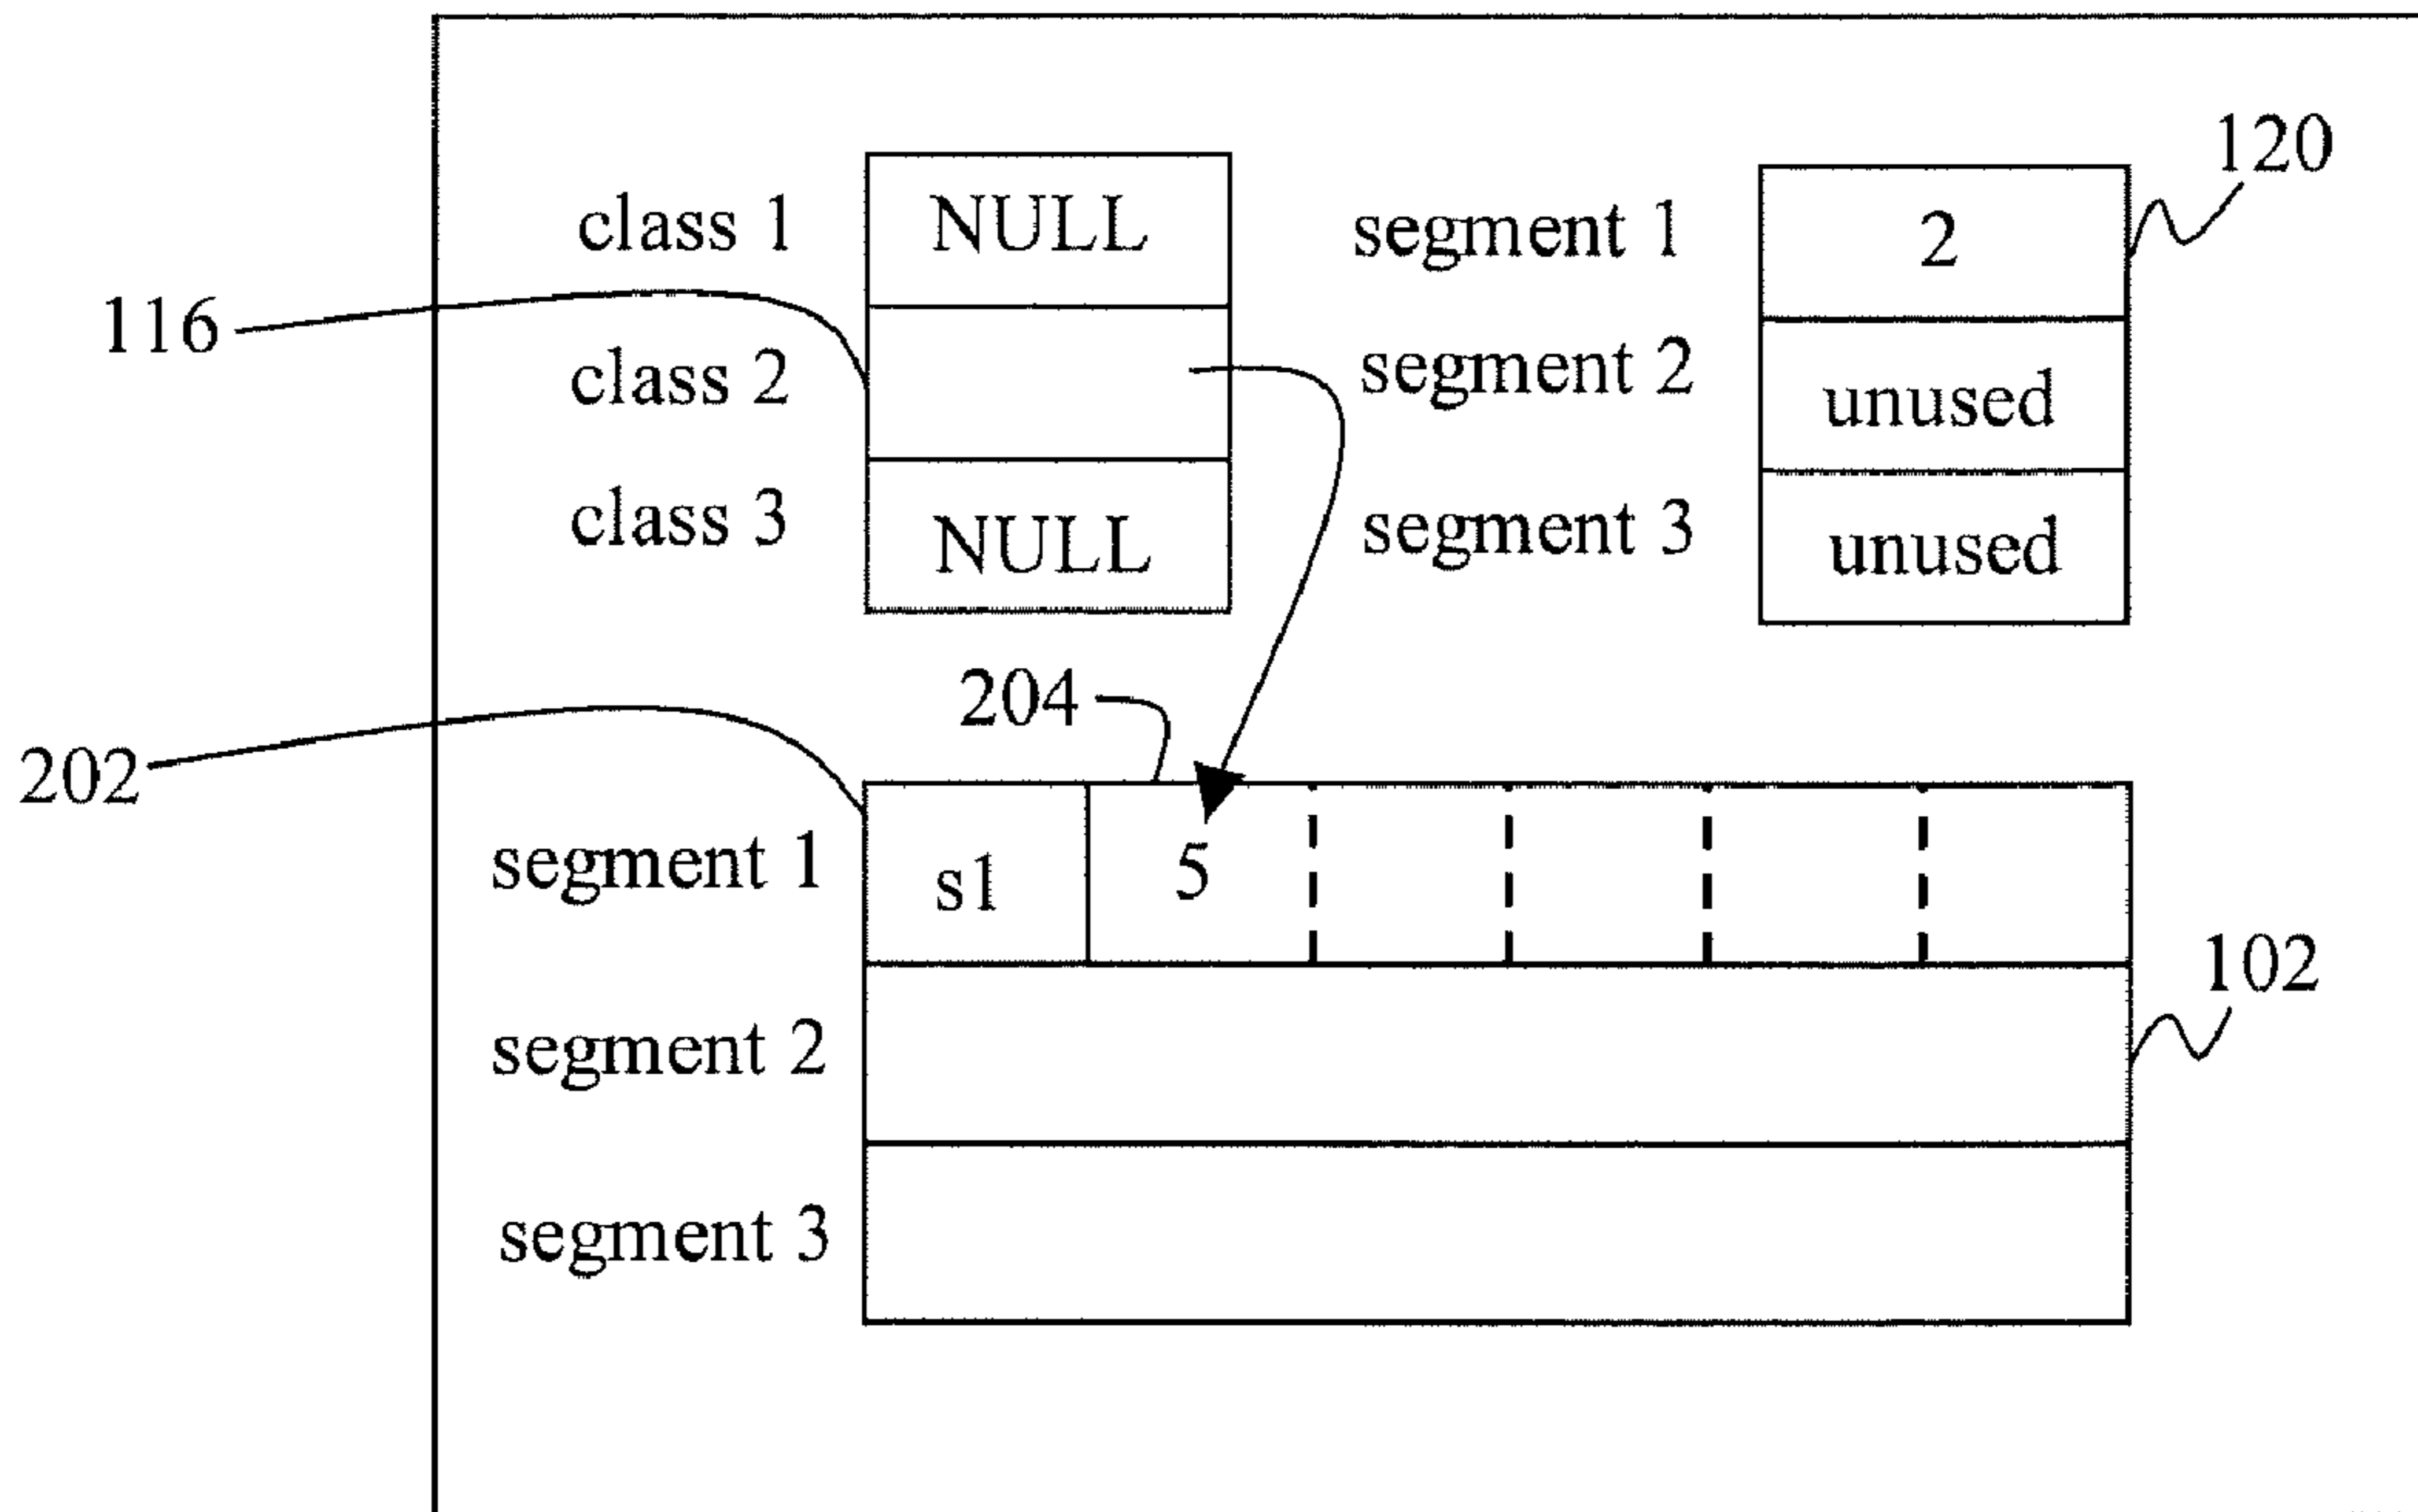 120
class 1 NULL segment 1 2
116
class 2 segment 2 unused
class 3 NULL segment 3 unused
204
202
segment 1 s1 5
102
segment 2
segment 3